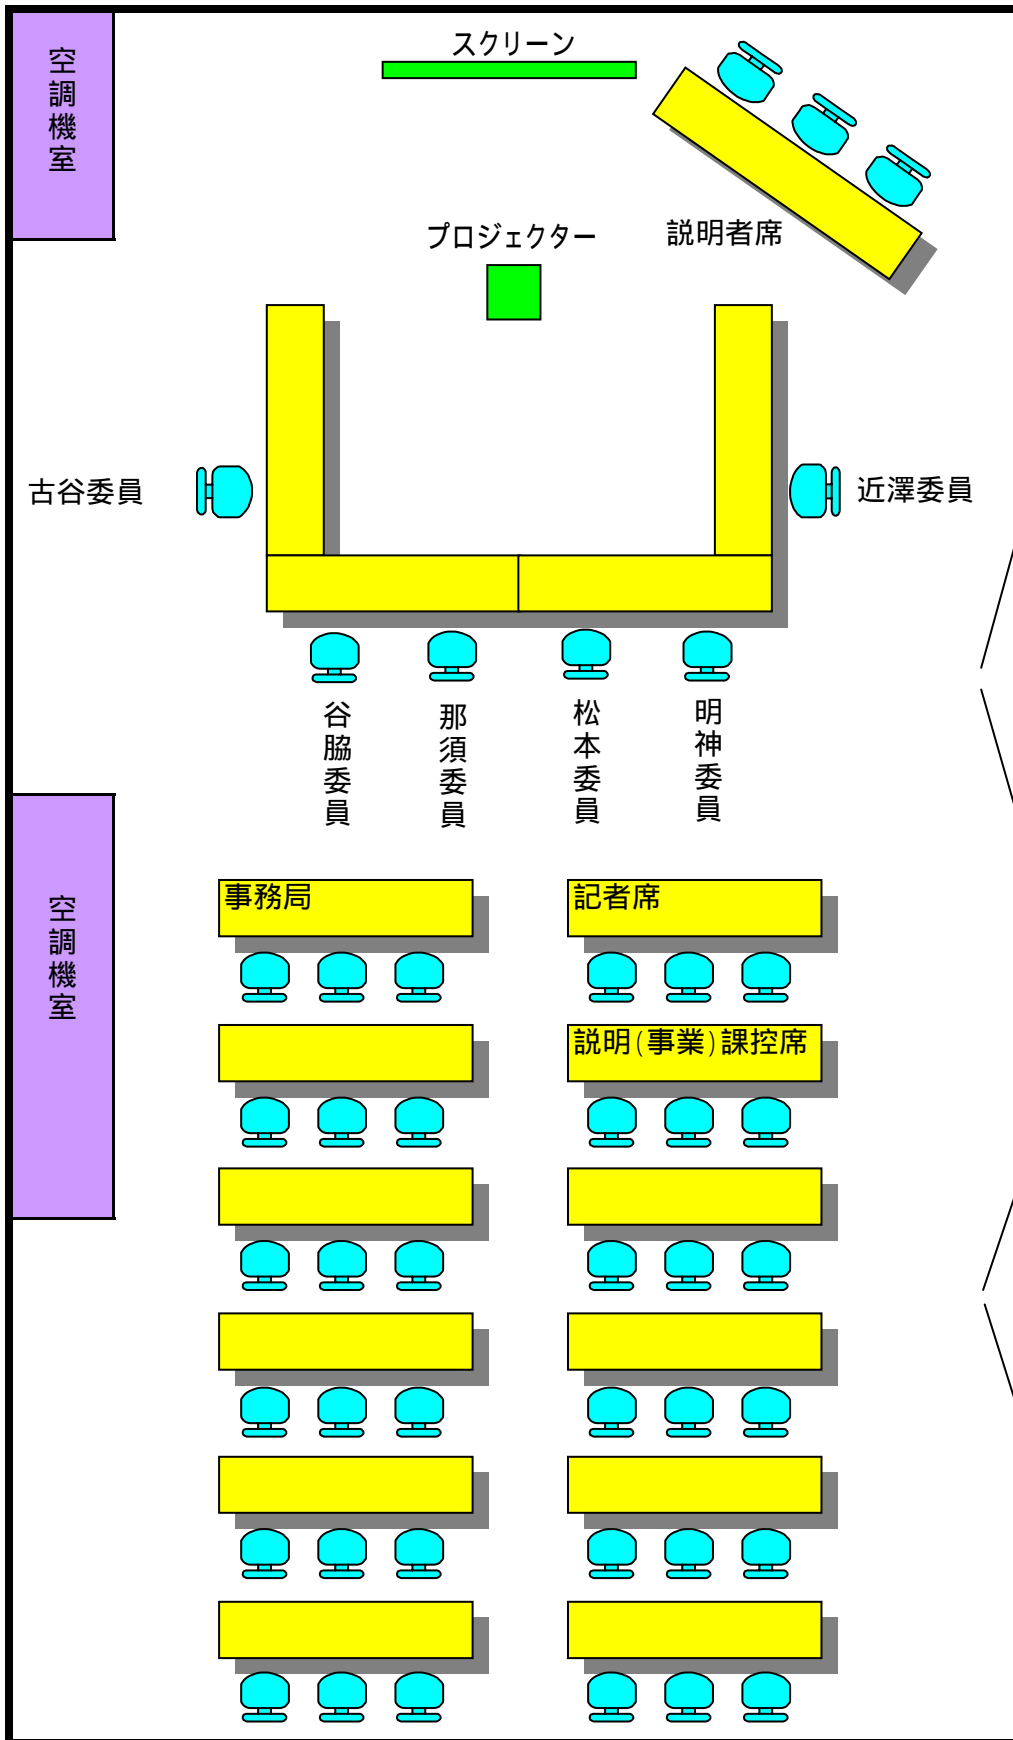 スクリーン
空調機室
プロジェクター
説明者席
古谷委員
近澤委員
谷脇委員
那須委員
松本委員
明神委員
事務局
記者席
空調機室
説明(事業)課控席